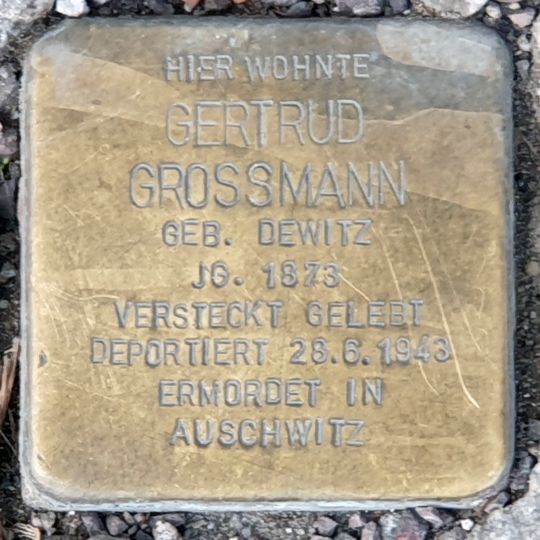 HIER WOHNTE
GERTRUD
GROSSMANN
GEB. DEWITZ
JG. 1873
VERSTECKT GELEBT
DEPORTIERT 28.6.1943
ERMORDET IN
AUSCHWITZ